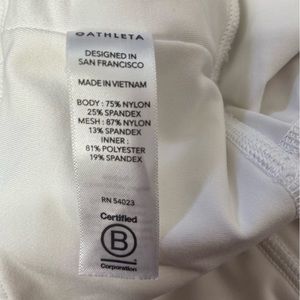 ©ATHLETA
DESIGNED IN
SAN FRANCISCO
MADE IN VIETNAM
BODY : 75% NYLON
25% SPANDEX
MESH : 87% NYLON
13% SPANDEX
INNER :
81% POLYESTER
19% SPANDEX
RN 54023
Certified
B
Corporation